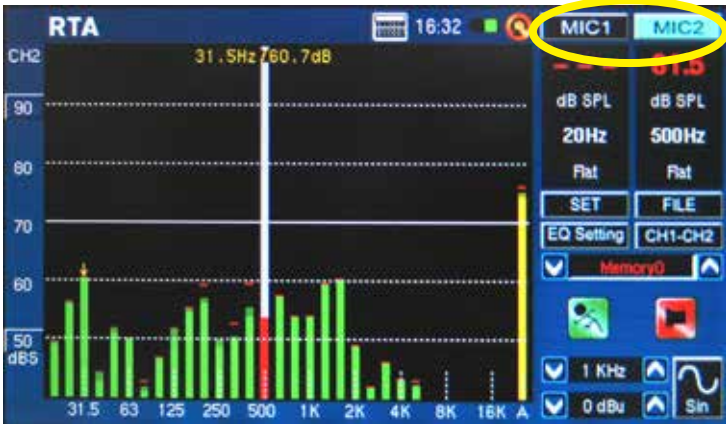 RTA 16:32 MIC1 MIC2
CH2 31.5Hz/60.7dB
dB SPL dB SPL
90
20Hz 500Hz
80
Flat Flat
SET FILE
70
EQ Setting CH1-CH2
Memory0
60
50
dBS
1 KHz
31.5 63 125 250 500 1K 2K 4K 8K 16K A
0 dBu Sin